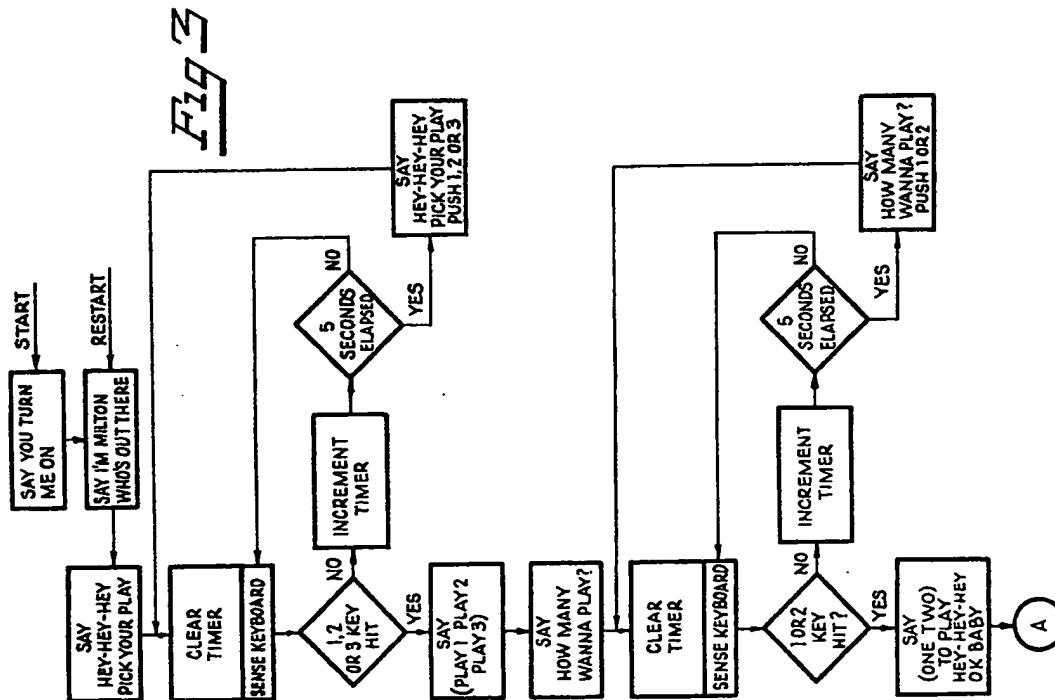 Fig 3
START
SAY YOU TURN
ME ON
RESTART
SAY I'M MILTON
WHO'S OUT THERE
SAY
HEY-HEY-HEY
PICK YOUR PLAY
CLEAR
TIMER
SENSE KEYBOARD
1, 2
OR 3 KEY
HIT
NO
INCREMENT
TIMER
5
SECONDS
ELAPSED
NO
YES
SAY
HEY-HEY-HEY
PICK YOUR PLAY
PUSH 1, 2 OR 3
YES
SAY
(PLAY 1 PLAY 2
PLAY 3)
SAY
HOW MANY
WANNA PLAY?
CLEAR
TIMER
SENSE KEYBOARD
1 OR 2
KEY
HIT?
NO
INCREMENT
TIMER
5
SECONDS
ELAPSED
NO
YES
SAY
HOW MANY
WANNA PLAY?
PUSH 1 OR 2
YES
SAY
(ONE TWO)
TO PLAY
HEY-HEY-HEY
OK BABY
A